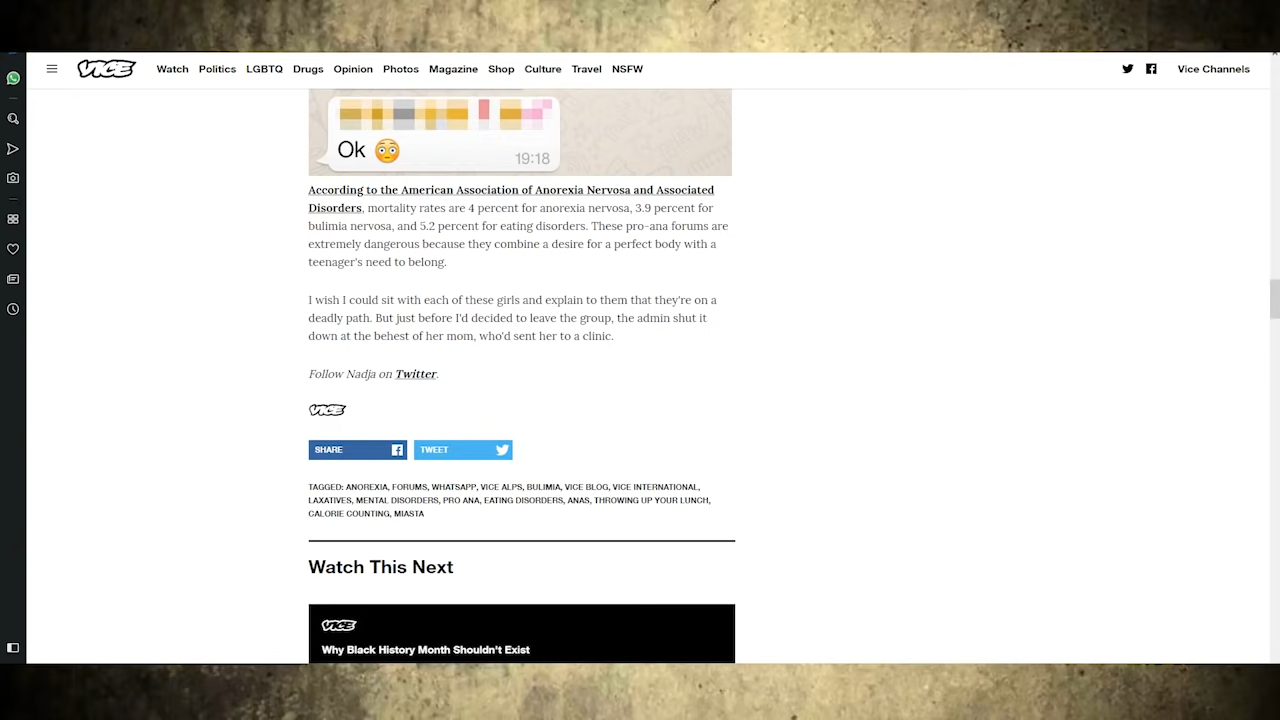 VICE
Watch Politics LGBTQ Drugs Opinion Photos Magazine Shop Culture Travel NSFW
Vice Channels
Ok 😳
19:18
According to the American Association of Anorexia Nervosa and Associated
Disorders, mortality rates are 4 percent for anorexia nervosa, 3.9 percent for
bulimia nervosa, and 5.2 percent for eating disorders. These pro-ana forums are
extremely dangerous because they combine a desire for a perfect body with a
teenager's need to belong.
I wish I could sit with each of these girls and explain to them that they're on a
deadly path. But just before I'd decided to leave the group, the admin shut it
down at the behest of her mom, who'd sent her to a clinic.
Follow Nadja on Twitter.
VICE
SHARE
TWEET
TAGGED: ANOREXIA, FORUMS, WHATSAPP, VICE ALPS, BULIMIA, VICE BLOG, VICE INTERNATIONAL,
LAXATIVES, MENTAL DISORDERS, PRO ANA, EATING DISORDERS, ANAS, THROWING UP YOUR LUNCH,
CALORIE COUNTING, MIASTA
Watch This Next
VICE
Why Black History Month Shouldn't Exist